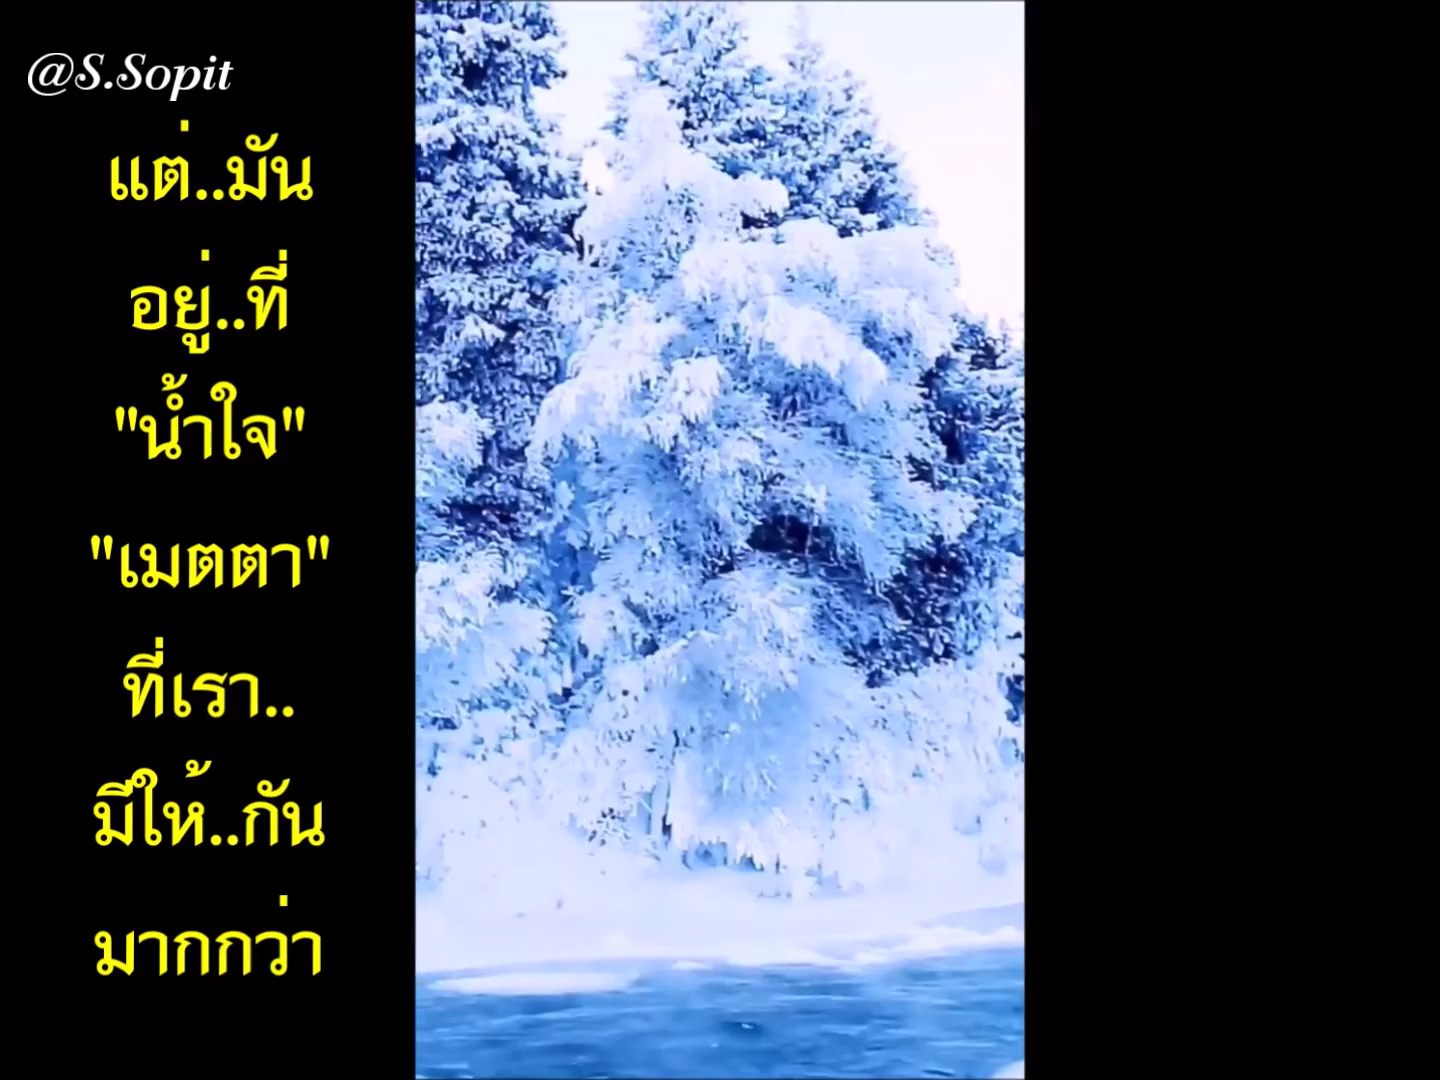 @S.Sopit
แต่..มัน
อยู่..ที่
"น้ำใจ"
"เมตตา"
ที่เรา..
มีให้..กัน
มากกว่า